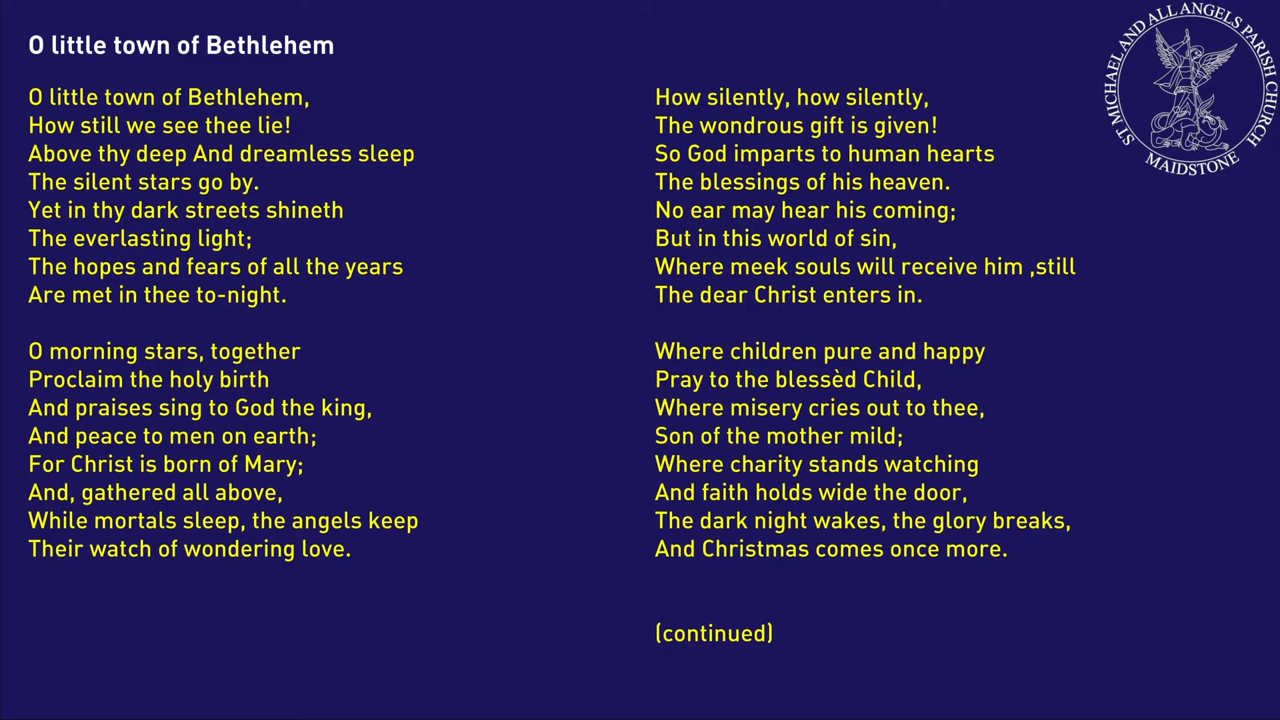 O little town of Bethlehem
O little town of Bethlehem,
How still we see thee lie!
Above thy deep And dreamless sleep
The silent stars go by.
Yet in thy dark streets shineth
The everlasting light;
The hopes and fears of all the years
Are met in thee to-night.
O morning stars, together
Proclaim the holy birth
And praises sing to God the king,
And peace to men on earth;
For Christ is born of Mary;
And, gathered all above,
While mortals sleep, the angels keep
Their watch of wondering love.
How silently, how silently,
The wondrous gift is given!
So God imparts to human hearts
The blessings of his heaven.
No ear may hear his coming;
But in this world of sin,
Where meek souls will receive him ,still
The dear Christ enters in.
Where children pure and happy
Pray to the blessèd Child,
Where misery cries out to thee,
Son of the mother mild;
Where charity stands watching
And faith holds wide the door,
The dark night wakes, the glory breaks,
And Christmas comes once more.
(continued)
ST MICHAEL AND ALL ANGELS PARISH CHURCH
MAIDSTONE